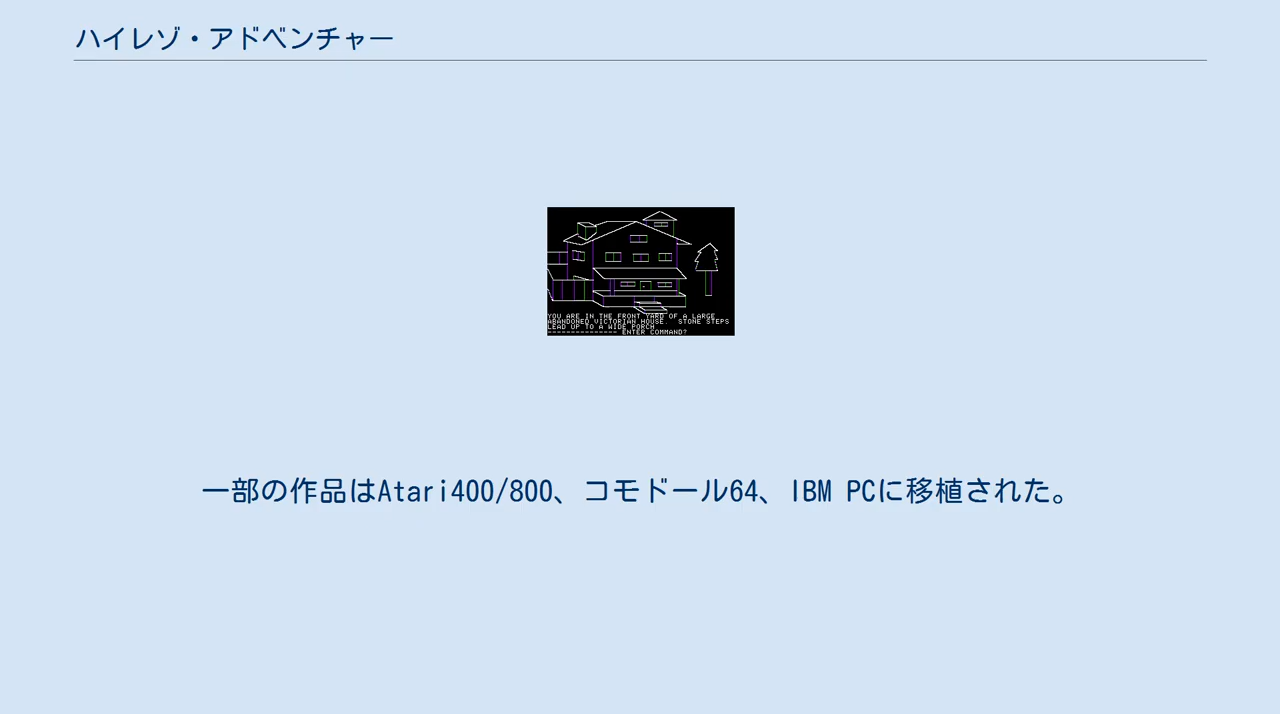 ハイレゾ・アドベンチャー
YOU ARE IN THE FRONT YARD OF A LARGE
ABANDONED VICTORIAN HOUSE.  STONE STEPS
LEAD UP TO A WIDE PORCH
--------------- ENTER COMMAND?
一部の作品はAtari400/800、コモドール64、IBM PCに移植された。